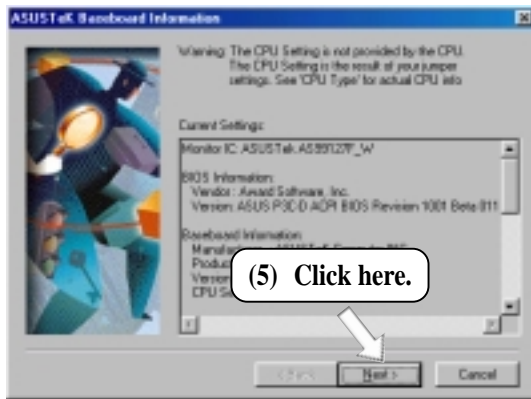 ASUSTeK Baseboard Information
Warning: The CPU Setting is not provided by the CPU.
The CPU Setting is the result of your jumper
settings. See 'CPU Type' for actual CPU info
Current Settings:
Monitor IC: ASUSTek AS99127F_W
BIOS Information:
Vendor: Award Software, Inc.
Version: ASUS P3C-D ACPI BIOS Revision 1001 Beta 011
Baseboard Information:
(5) Click here.
< Back
Next >
Cancel